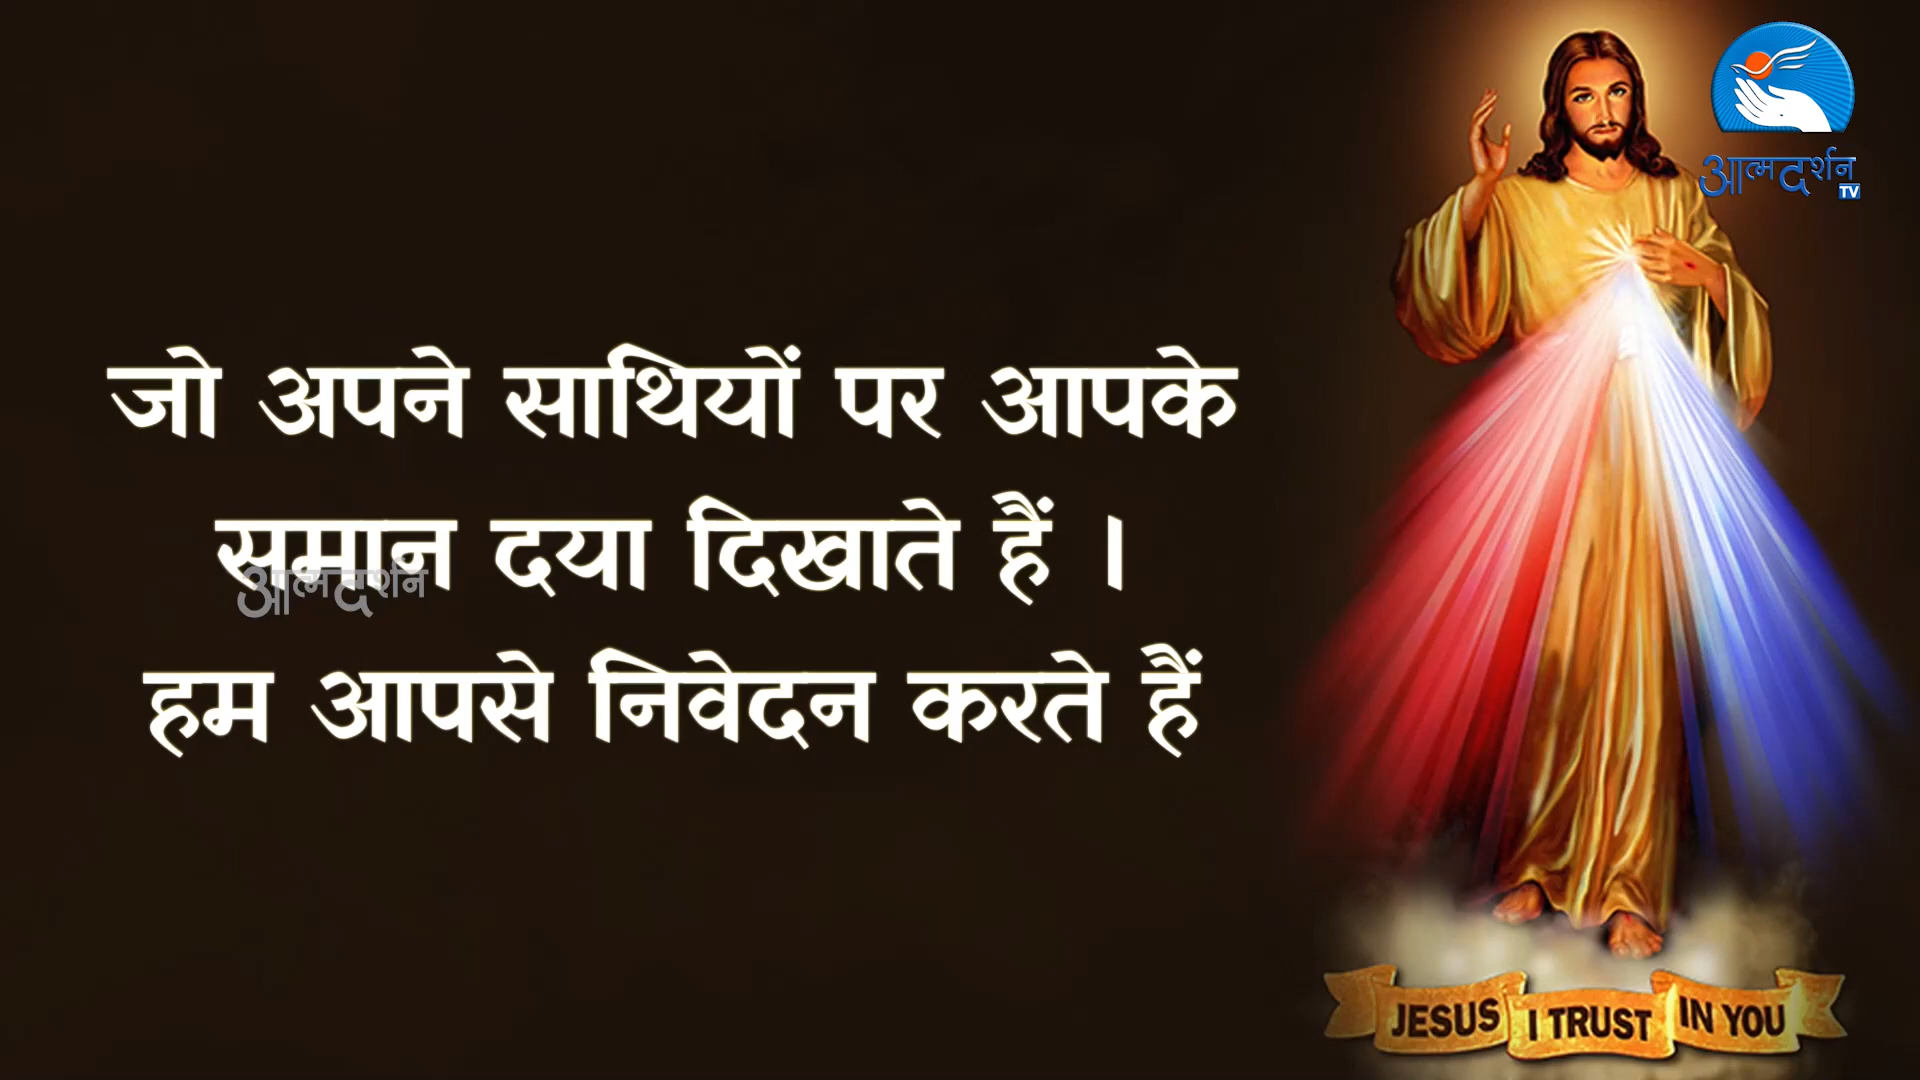 आत्मदर्शन
TV
जो अपने साथियों पर आपके
समान दया दिखाते हैं ।
आत्मदर्शन
हम आपसे निवेदन करते हैं
JESUS I TRUST IN YOU